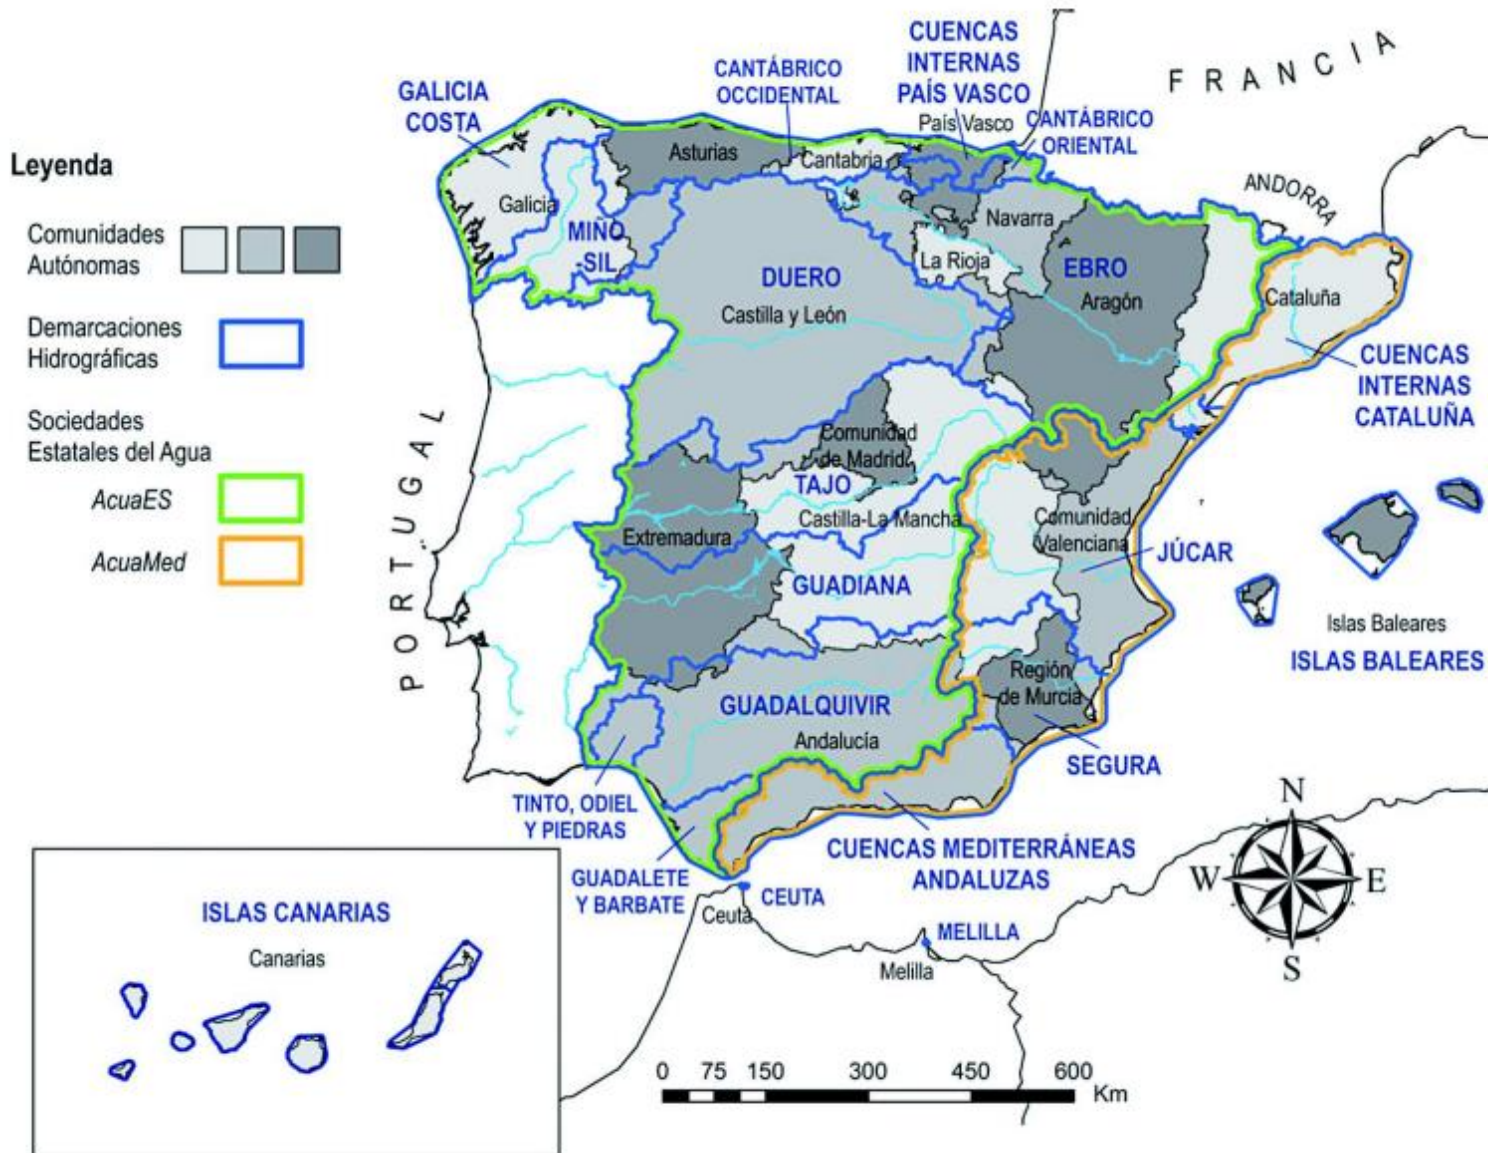 Leyenda
Comunidades
Autónomas
Demarcaciones
Hidrográficas
Sociedades
Estatales del Agua
AcuaES
AcuaMed
FRANCIA
ANDORRA
PORTUGAL
GALICIA
COSTA
CANTÁBRICO
OCCIDENTAL
CUENCAS
INTERNAS
PAÍS VASCO
País Vasco
CANTÁBRICO
ORIENTAL
Asturias
Cantabria
Galicia
Navarra
MIÑO
-SIL
La Rioja
DUERO
EBRO
Castilla y León
Aragón
Cataluña
CUENCAS
INTERNAS
CATALUÑA
Comunidad
de Madrid
TAJO
Castilla-La Mancha
Extremadura
Comunidad
Valenciana
JÚCAR
GUADIANA
Islas Baleares
ISLAS BALEARES
Región
de Murcia
GUADALQUIVIR
Andalucía
SEGURA
TINTO, ODIEL
Y PIEDRAS
CUENCAS MEDITERRÁNEAS
ANDALUZAS
GUADALETE
Y BARBATE
CEUTA
Ceuta
MELILLA
Melilla
ISLAS CANARIAS
Canarias
N
W
E
S
0 75 150 300 450 600
Km